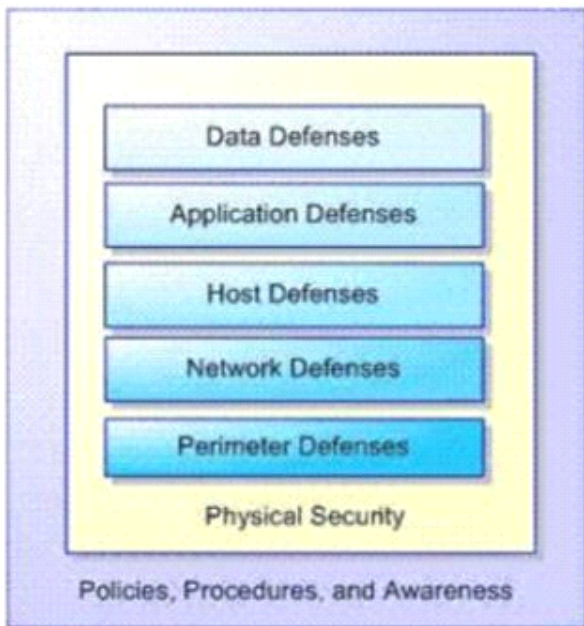 Data Defenses
Application Defenses
Host Defenses
Network Defenses
Perimeter Defenses
Physical Security
Policies, Procedures, and Awareness